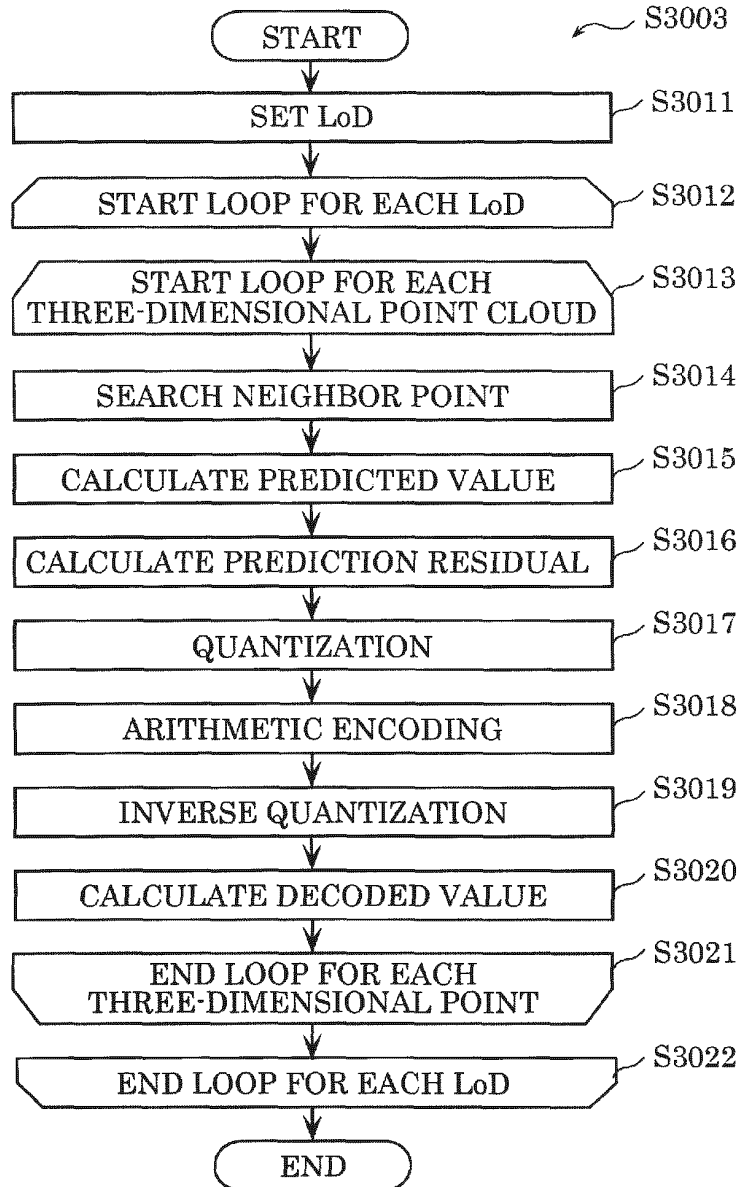 S3003
START
SET LoD
S3011
START LOOP FOR EACH LoD
S3012
START LOOP FOR EACH
THREE-DIMENSIONAL POINT CLOUD
S3013
SEARCH NEIGHBOR POINT
S3014
CALCULATE PREDICTED VALUE
S3015
CALCULATE PREDICTION RESIDUAL
S3016
QUANTIZATION
S3017
ARITHMETIC ENCODING
S3018
INVERSE QUANTIZATION
S3019
CALCULATE DECODED VALUE
S3020
END LOOP FOR EACH
THREE-DIMENSIONAL POINT
S3021
END LOOP FOR EACH LoD
S3022
END